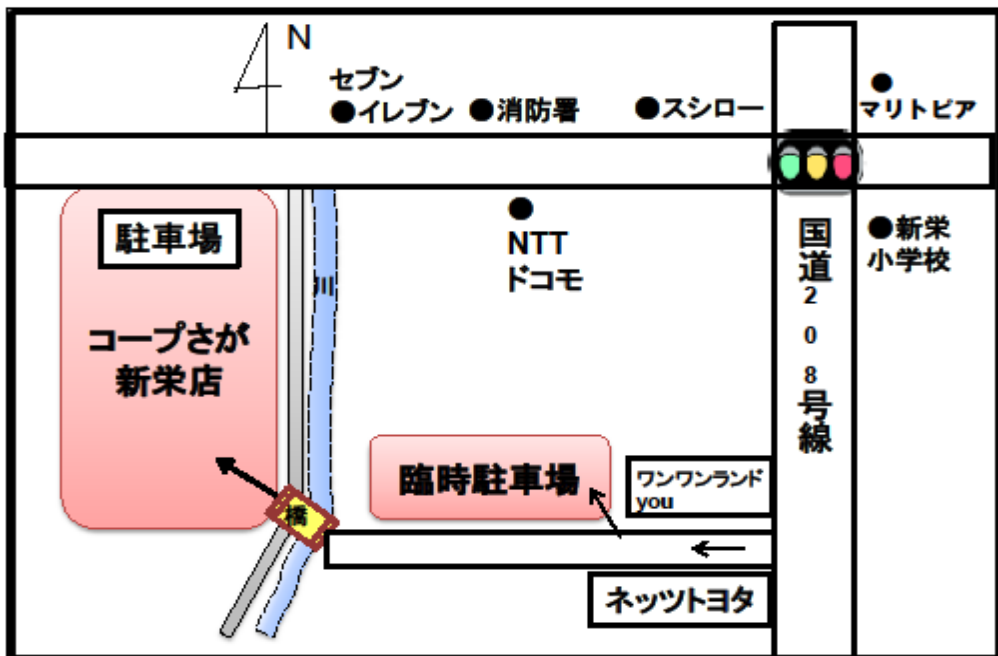 N
セブン
●イレブン
●消防署
●スシロー
●
マリトピア
駐車場
コープさが
新栄店
川
●
NTT
ドコモ
国道208号線
●新栄
小学校
臨時駐車場
ワンワンランド
you
橋
ネッツトヨタ